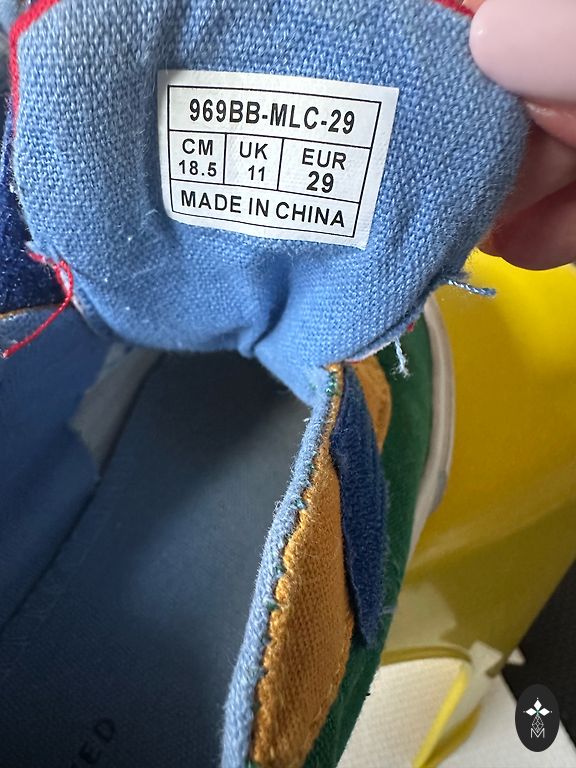 969BB-MLC-29
CM UK EUR
18.5 11 29
MADE IN CHINA